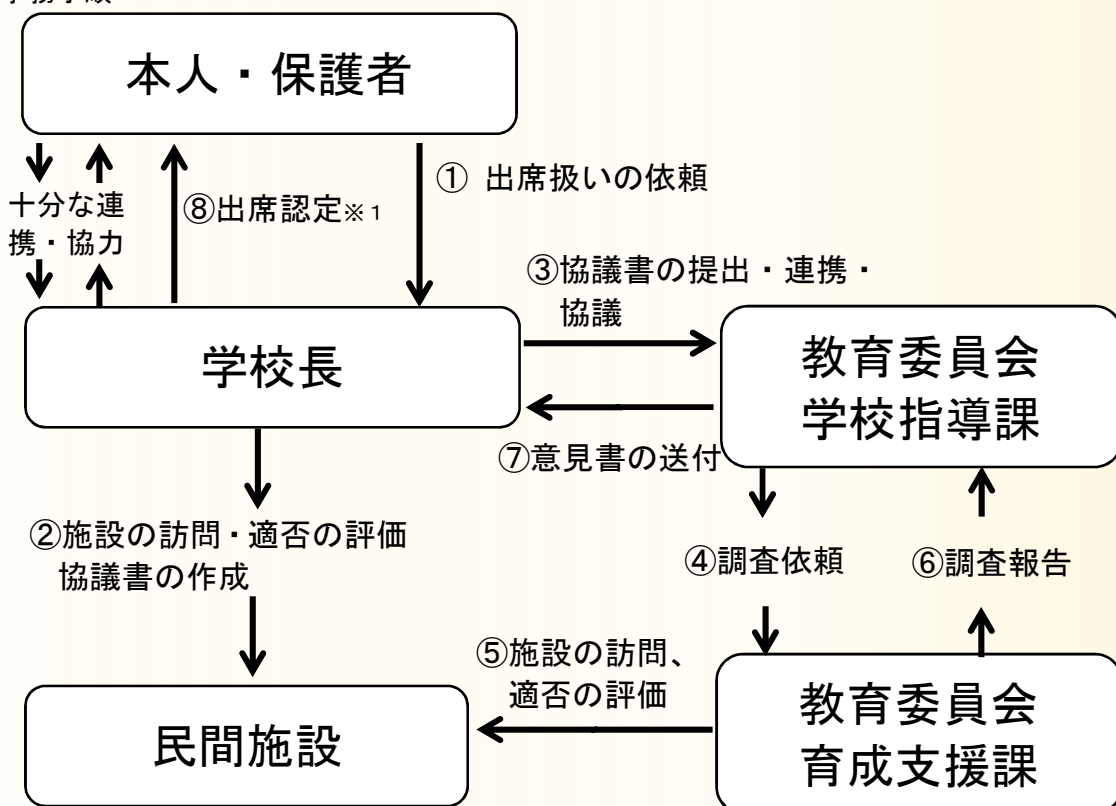 本人・保護者
① 出席扱いの依頼
十分な連
携・協力
⑧出席認定※1
③協議書の提出・連携・
協議
学校長
教育委員会
学校指導課
⑦意見書の送付
②施設の訪問・適否の評価
協議書の作成
④調査依頼
⑥調査報告
⑤施設の訪問、
適否の評価
民間施設
教育委員会
育成支援課